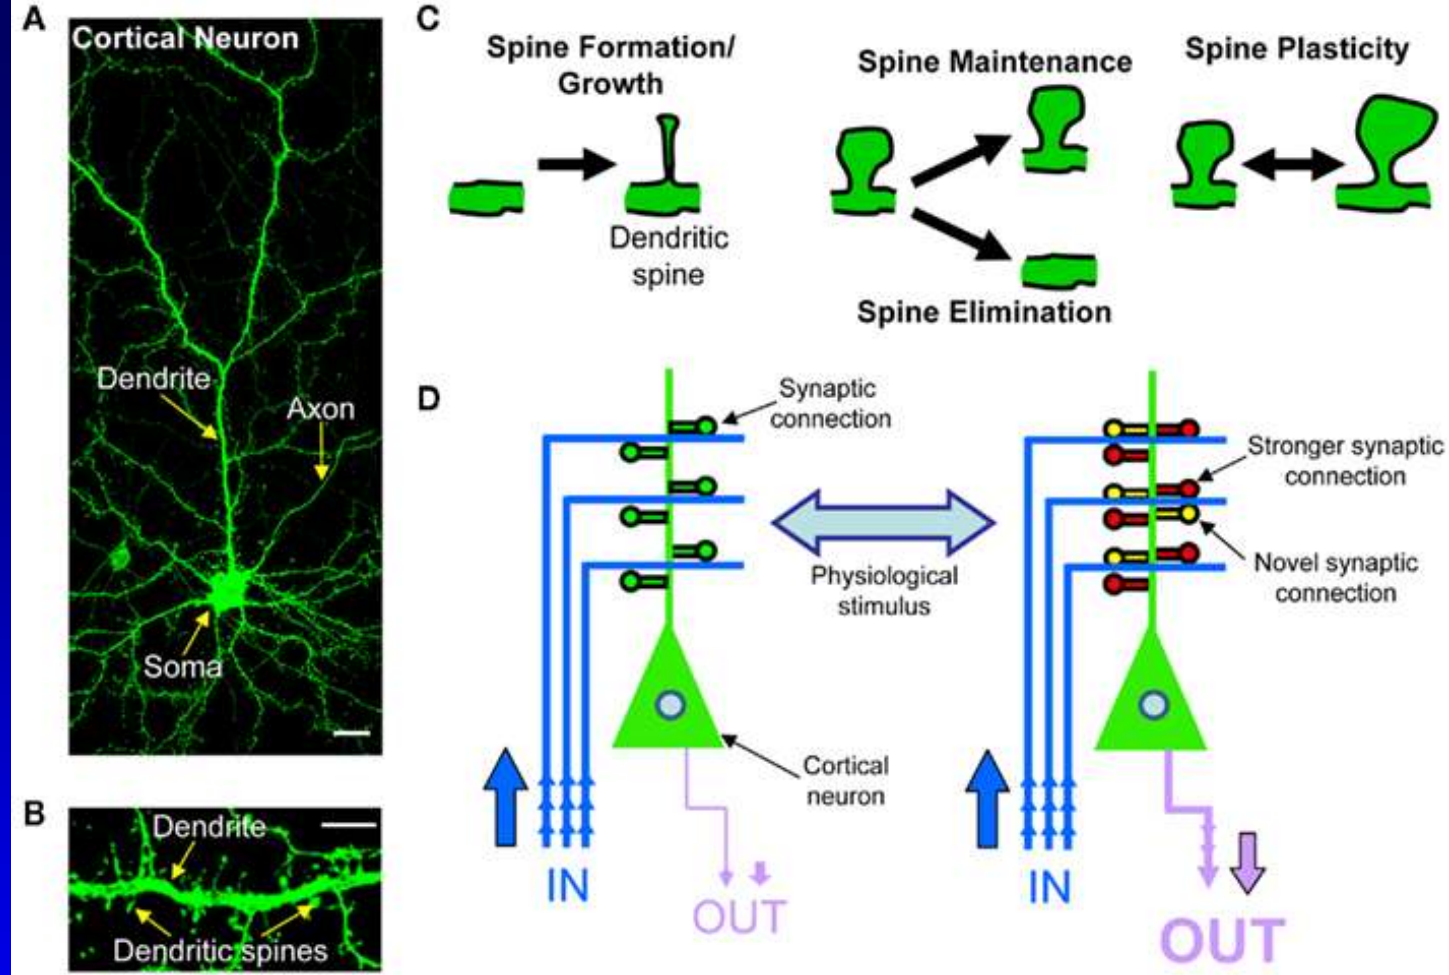 A
Cortical Neuron
Dendrite
Axon
Soma
B
Dendrite
Dendritic spines
C
Spine Formation/
Growth
Dendritic
spine
Spine Maintenance
Spine Elimination
Spine Plasticity
D
Synaptic
connection
Physiological
stimulus
Cortical
neuron
IN
OUT
Stronger synaptic
connection
Novel synaptic
connection
IN
OUT